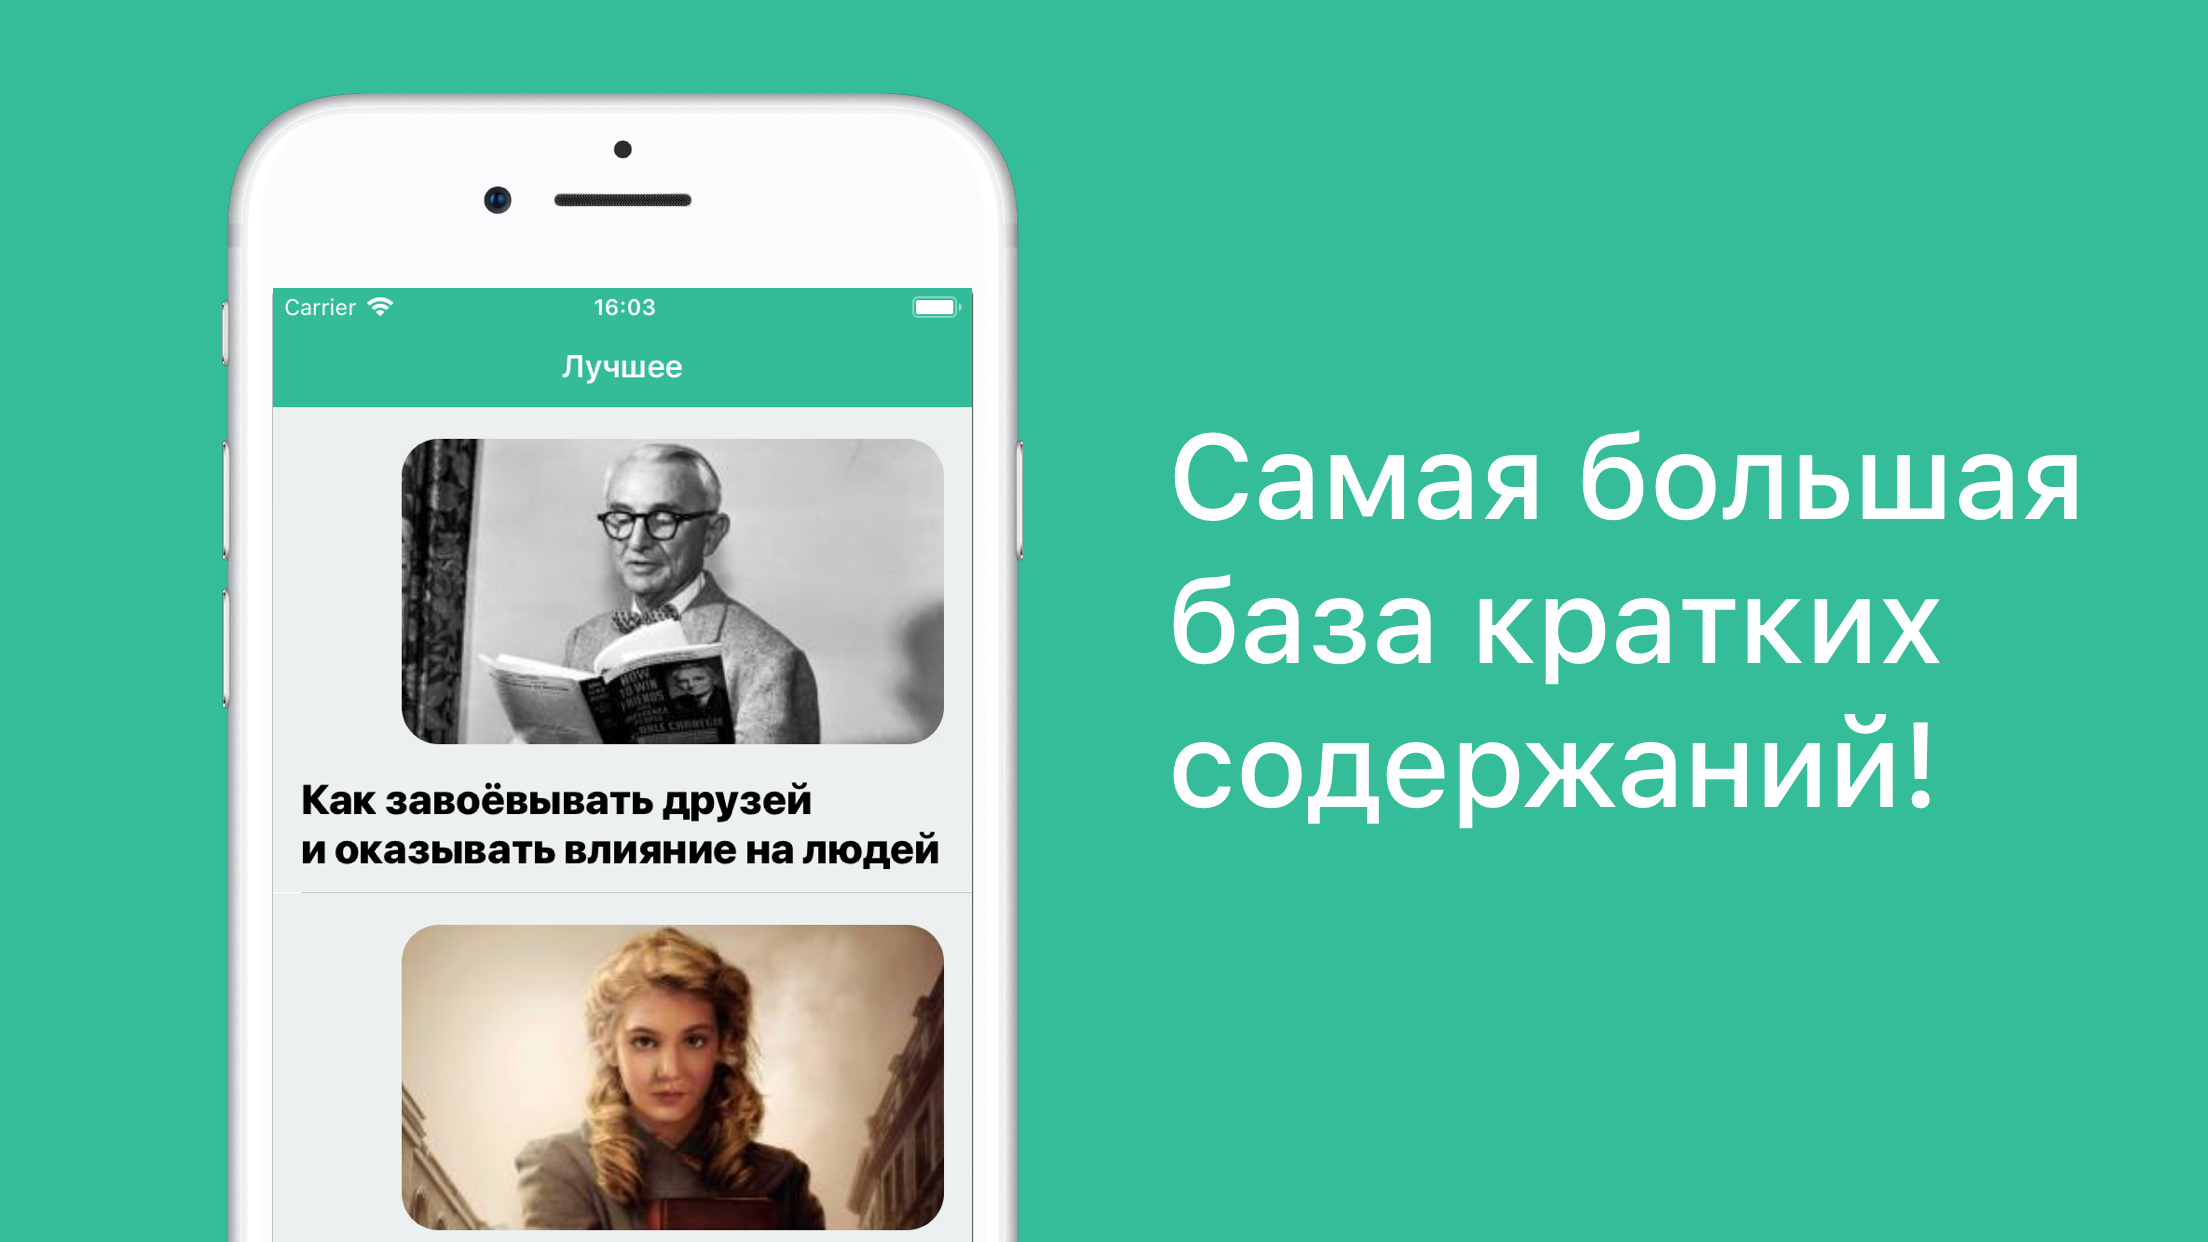 Carrier
16:03
Лучшее
HOW
TO WIN
FRIENDS
INFLUENCE
PEOPLE
DALE CARNEGIE
Как завоёвывать друзей
и оказывать влияние на людей
Самая большая
база кратких
содержаний!